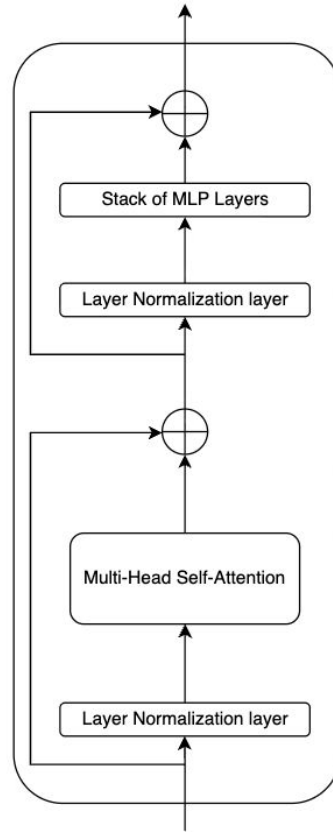 Stack of MLP Layers
Layer Normalization layer
Multi-Head Self-Attention
Layer Normalization layer